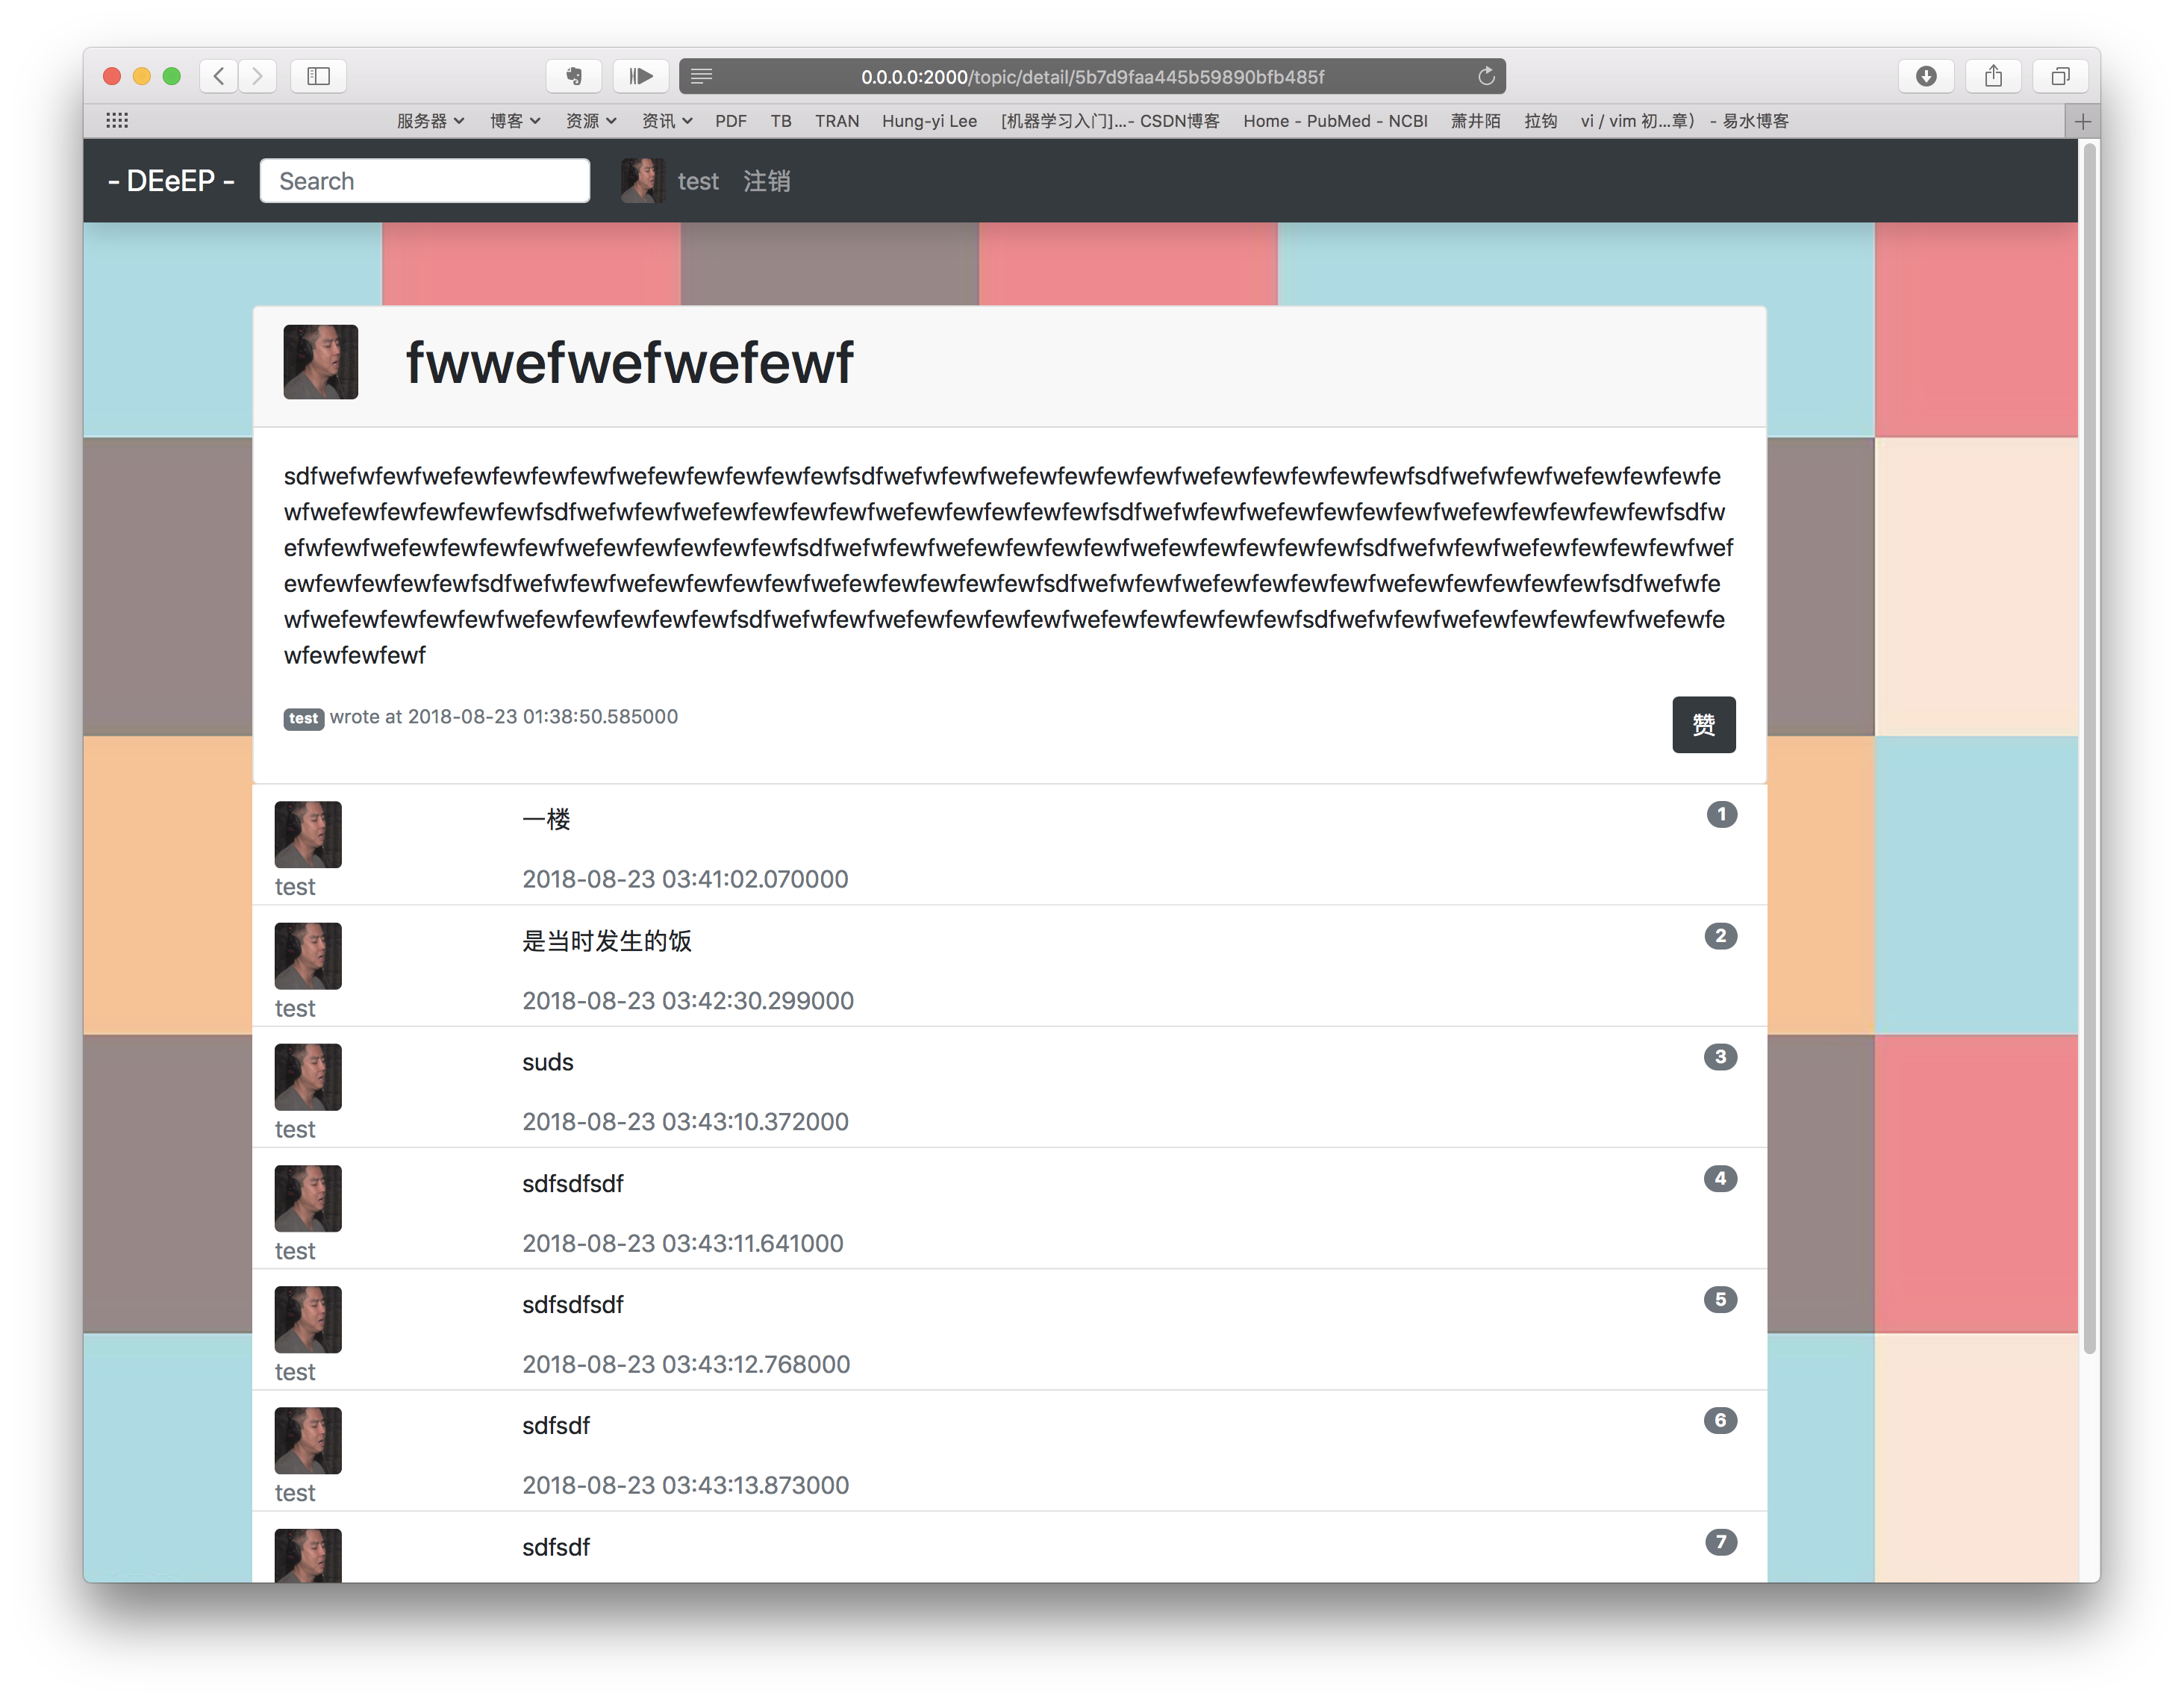 0.0.0.0:2000/topic/detail/5b7d9faa445b59890bfb485f
服务器 博客 资源 资讯 PDF TB TRAN Hung-yi Lee [机器学习入门]...- CSDN博客 Home - PubMed - NCBI 萧井陌 拉钩 vi / vim 初...章） - 易水博客
- DEeEP - Search test 注销
fwwefwefwefewf
sdfwefwfewfwefewfewfewfewfwefewfewfewfewfewfsdfwefwfewfwefewfewfewfewfwefewfewfewfewfewfsdfwefwfewfwefewfewfewfe
wfwefewfewfewfewfewfsdfwefwfewfwefewfewfewfewfwefewfewfewfewfewfsdfwefwfewfwefewfewfewfewfwefewfewfewfewfewfsdfw
efwfewfwefewfewfewfewfwefewfewfewfewfewfsdfwefwfewfwefewfewfewfewfwefewfewfewfewfewfsdfwefwfewfwefewfewfewfewfwef
ewfewfewfewfewfsdfwefwfewfwefewfewfewfewfwefewfewfewfewfewfsdfwefwfewfwefewfewfewfewfwefewfewfewfewfewfsdfwefwfe
wfwefewfewfewfewfwefewfewfewfewfewfsdfwefwfewfwefewfewfewfewfwefewfewfewfewfewfsdfwefwfewfwefewfewfewfewfwefewfe
wfewfewfewf
test wrote at 2018-08-23 01:38:50.585000
赞
一楼 1
2018-08-23 03:41:02.070000
test
是当时发生的饭 2
2018-08-23 03:42:30.299000
test
suds 3
2018-08-23 03:43:10.372000
test
sdfsdfsdf 4
2018-08-23 03:43:11.641000
test
sdfsdfsdf 5
2018-08-23 03:43:12.768000
test
sdfsdf 6
2018-08-23 03:43:13.873000
test
sdfsdf 7